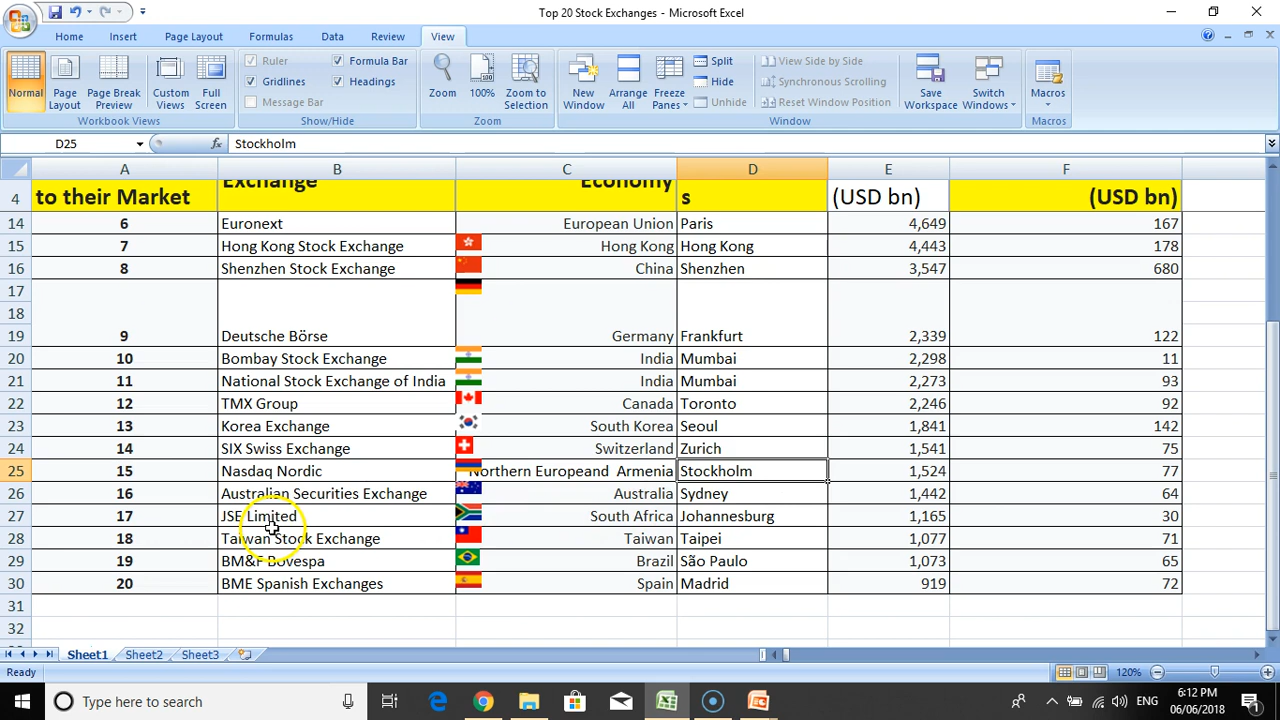 Top 20 Stock Exchanges - Microsoft Excel
Home Insert Page Layout Formulas Data Review View
Ruler Formula Bar Split View Side by Side
Gridlines Headings Hide Synchronous Scrolling
Message Bar Unhide Reset Window Position
Normal Page Layout Page Break Preview Custom Views Full Screen Zoom 100% Zoom to Selection New Window Arrange All Freeze Panes Save Workspace Switch Windows Macros
Workbook Views Show/Hide Zoom Window Macros
D25 fx Stockholm
A B C D E F
Exchange Economy
4 to their Market s (USD bn) (USD bn)
14 6 Euronext European Union Paris 4,649 167
15 7 Hong Kong Stock Exchange Hong Kong Hong Kong 4,443 178
16 8 Shenzhen Stock Exchange China Shenzhen 3,547 680
17
18
19 9 Deutsche Börse Germany Frankfurt 2,339 122
20 10 Bombay Stock Exchange India Mumbai 2,298 11
21 11 National Stock Exchange of India India Mumbai 2,273 93
22 12 TMX Group Canada Toronto 2,246 92
23 13 Korea Exchange South Korea Seoul 1,841 142
24 14 SIX Swiss Exchange Switzerland Zurich 1,541 75
25 15 Nasdaq Nordic Northern Europeand Armenia Stockholm 1,524 77
26 16 Australian Securities Exchange Australia Sydney 1,442 64
27 17 JSE Limited South Africa Johannesburg 1,165 30
28 18 Taiwan Stock Exchange Taiwan Taipei 1,077 71
29 19 BM&F Bovespa Brazil São Paulo 1,073 65
30 20 BME Spanish Exchanges Spain Madrid 919 72
31
32
Sheet1 Sheet2 Sheet3
Ready 120%
Type here to search ENG 6:12 PM
06/06/2018